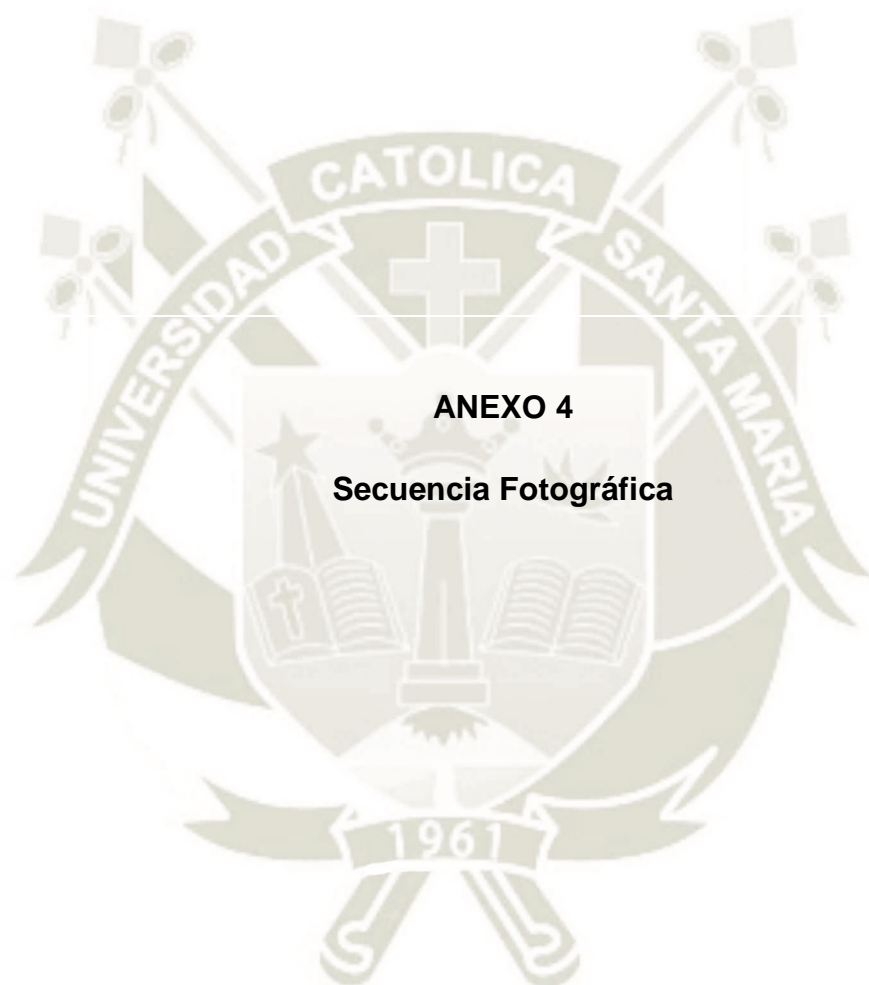 CATOLICA
UNIVERSIDAD
SANTA MARIA
ANEXO 4
Secuencia Fotográfica
1961